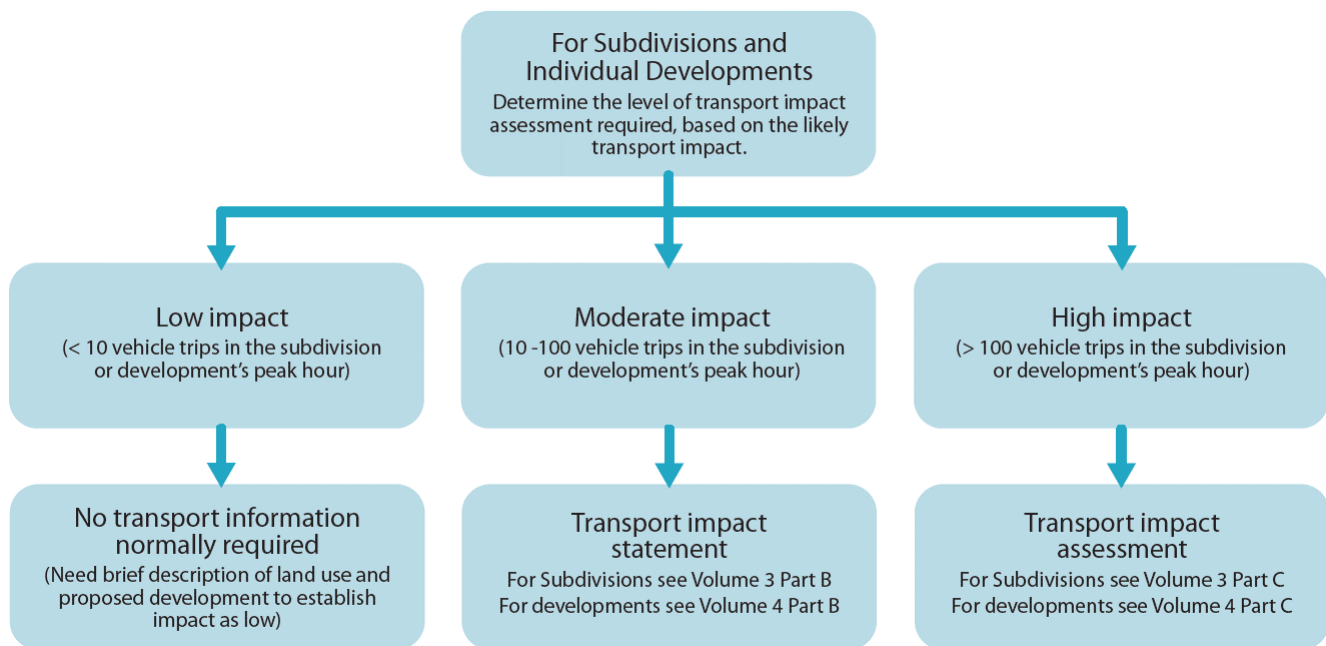 For Subdivisions and
Individual Developments
Determine the level of transport impact
assessment required, based on the likely
transport impact.
Low impact
(< 10 vehicle trips in the subdivision
or development's peak hour)
Moderate impact
(10 -100 vehicle trips in the subdivision
or development's peak hour)
High impact
(> 100 vehicle trips in the subdivision
or development's peak hour)
No transport information
normally required
(Need brief description of land use and
proposed development to establish
impact as low)
Transport impact
statement
For Subdivisions see Volume 3 Part B
For developments see Volume 4 Part B
Transport impact
assessment
For Subdivisions see Volume 3 Part C
For developments see Volume 4 Part C